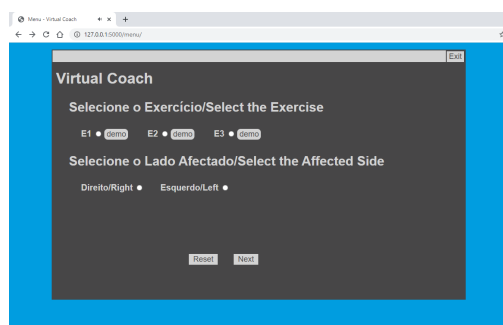 Menu - Virtual Coach
127.0.0.1:5000/menu/
Exit
Virtual Coach
Selecione o Exercício/Select the Exercise
E1 demo E2 demo E3 demo
Selecione o Lado Afectado/Select the Affected Side
Direito/Right Esquerdo/Left
Reset Next